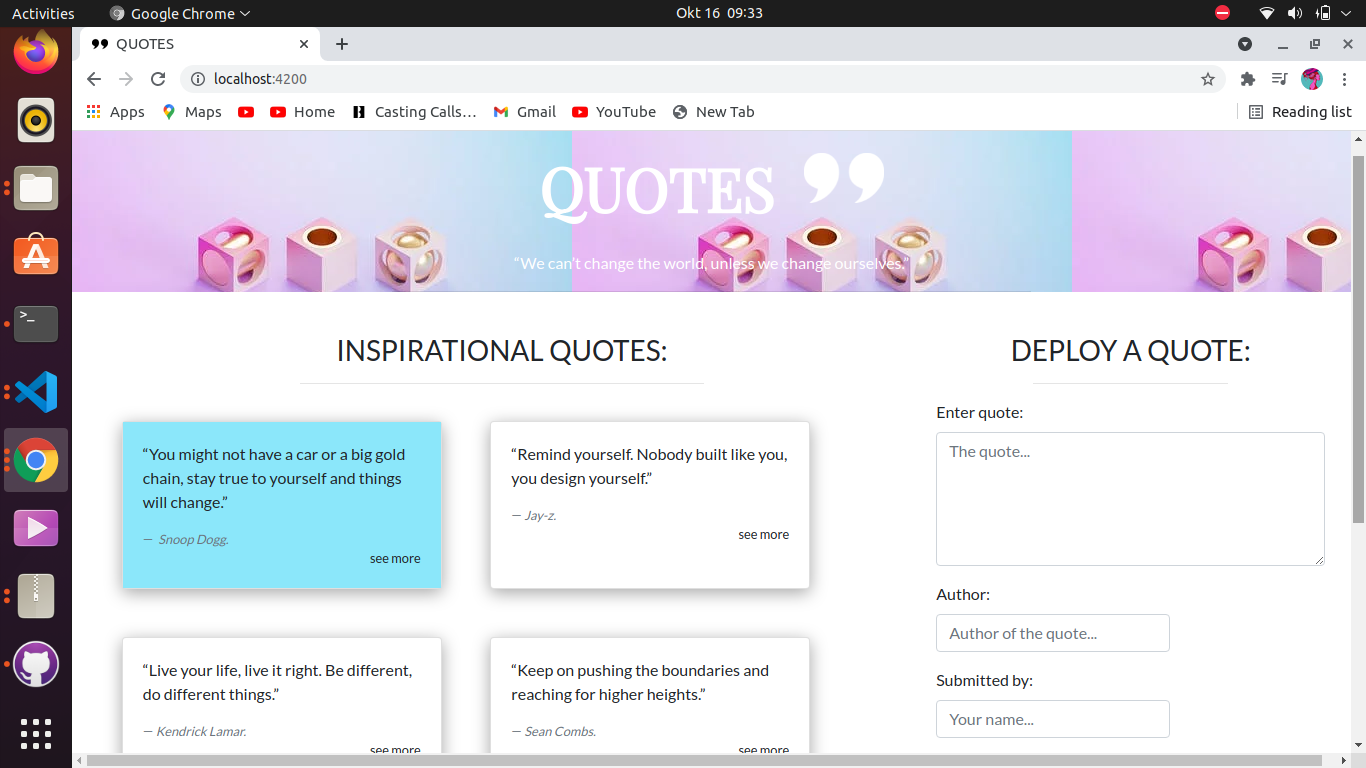 Activities
Google Chrome
Okt 16 09:33
QUOTES
localhost:4200
Apps
Maps
Home
Casting Calls…
Gmail
YouTube
New Tab
Reading list
QUOTES
“We can’t change the world, unless we change ourselves.”
INSPIRATIONAL QUOTES:
“You might not have a car or a big gold
chain, stay true to yourself and things
will change.”
— Snoop Dogg.
see more
“Remind yourself. Nobody built like you,
you design yourself.”
— Jay-z.
see more
“Live your life, live it right. Be different,
do different things.”
— Kendrick Lamar.
see more
“Keep on pushing the boundaries and
reaching for higher heights.”
— Sean Combs.
see more
DEPLOY A QUOTE:
Enter quote:
The quote...
Author:
Author of the quote...
Submitted by:
Your name...